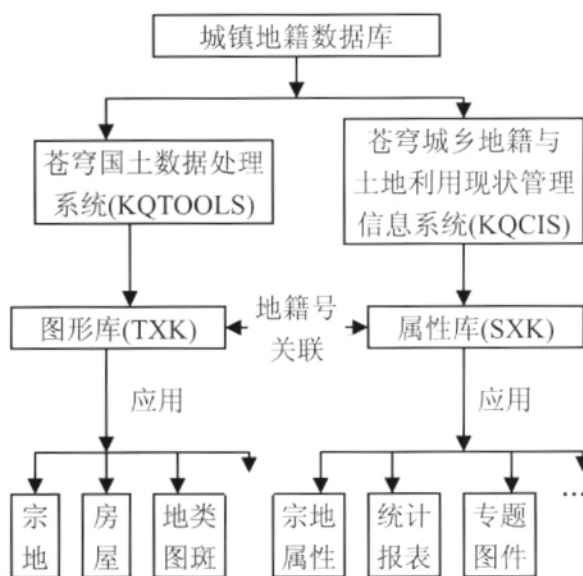 城镇地籍数据库
苍穹国土数据处理
系统(KQTOOLS)
苍穹城乡地籍与
土地利用现状管理
信息系统(KQCIS)
图形库(TXK)
地籍号
关联
属性库(SXK)
应用
应用
宗
地
房
屋
地类
图斑
宗地
属性
统计
报表
专题
图件
…